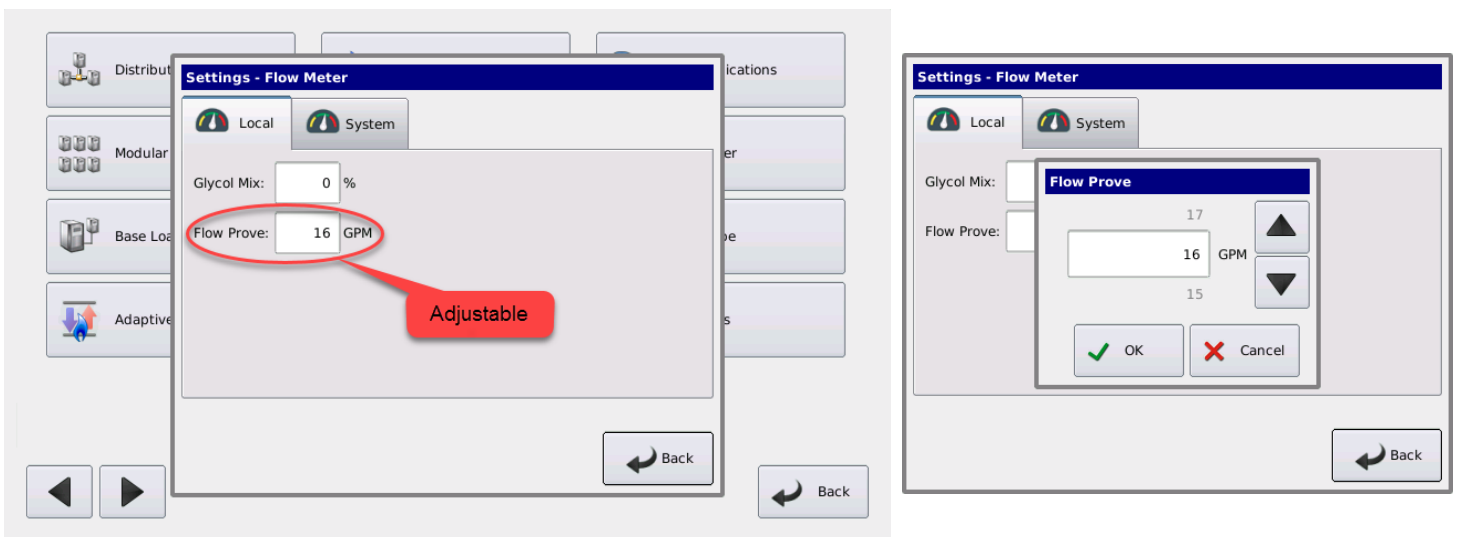 Distribut
ications
Modular
er
Base Loa
pe
Adaptive
s
Settings - Flow Meter
Local
System
Glycol Mix: 0 %
Flow Prove: 16 GPM
Adjustable
Back
Back
Settings - Flow Meter
Local
System
Glycol Mix:
Flow Prove:
Flow Prove
17
16 GPM
15
OK
Cancel
Back